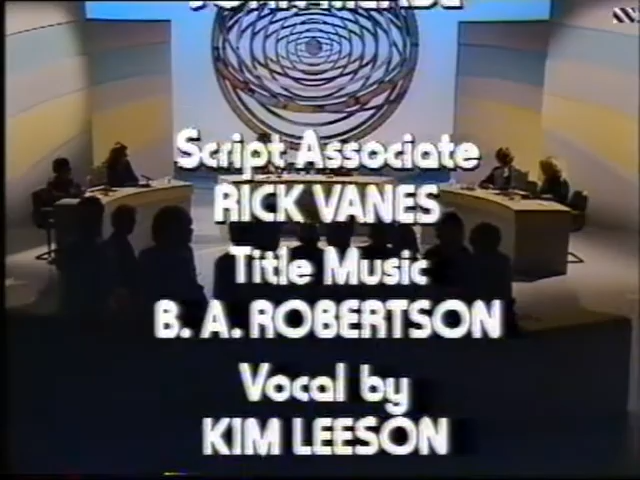 Script Associate
RICK VANES
Title Music
B. A. ROBERTSON
Vocal by
KIM LEESON